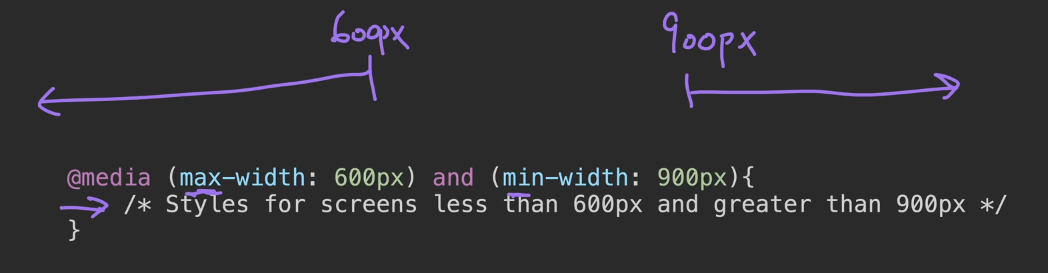 600px 900px
@media (max-width: 600px) and (min-width: 900px){
/* Styles for screens less than 600px and greater than 900px */
}